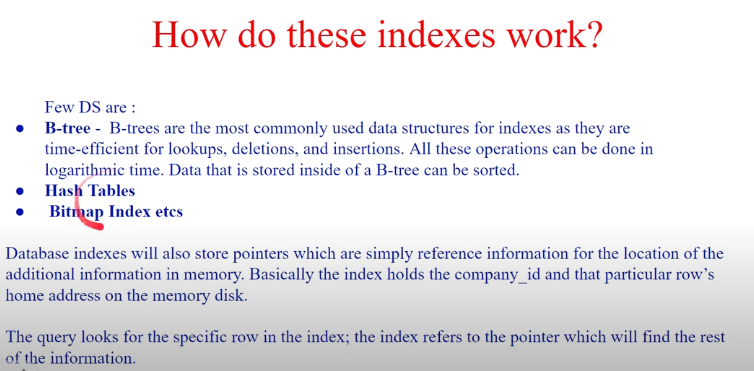 How do these indexes work?
Few DS are :
● B-tree - B-trees are the most commonly used data structures for indexes as they are
time-efficient for lookups, deletions, and insertions. All these operations can be done in
logarithmic time. Data that is stored inside of a B-tree can be sorted.
● Hash Tables
● Bitmap Index etcs
Database indexes will also store pointers which are simply reference information for the location of the
additional information in memory. Basically the index holds the company_id and that particular row’s
home address on the memory disk.
The query looks for the specific row in the index; the index refers to the pointer which will find the rest
of the information.